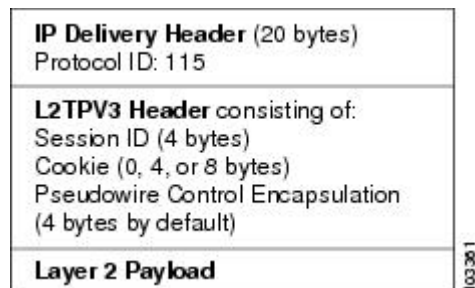 IP Delivery Header (20 bytes)
Protocol ID: 115
L2TPV3 Header consisting of:
Session ID (4 bytes)
Cookie (0, 4, or 8 bytes)
Pseudowire Control Encapsulation
(4 bytes by default)
Layer 2 Payload
103361